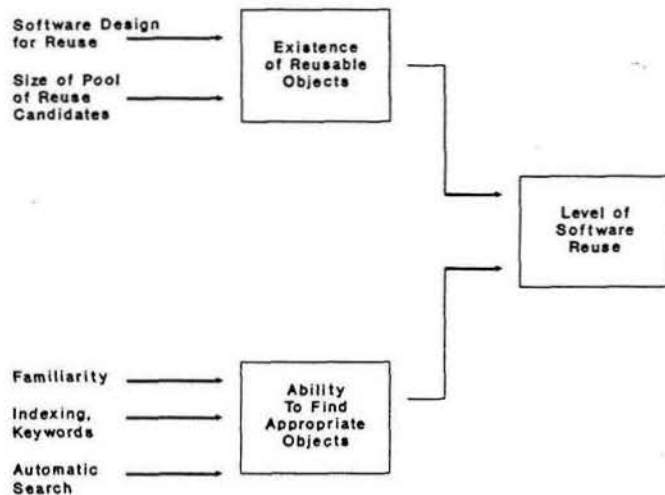 Software Design
for Reuse
Size of Pool
of Reuse
Candidates
Existence
of Reusable
Objects
Level of
Software
Reuse
Familiarity
Indexing,
Keywords
Automatic
Search
Ability
To Find
Appropriate
Objects